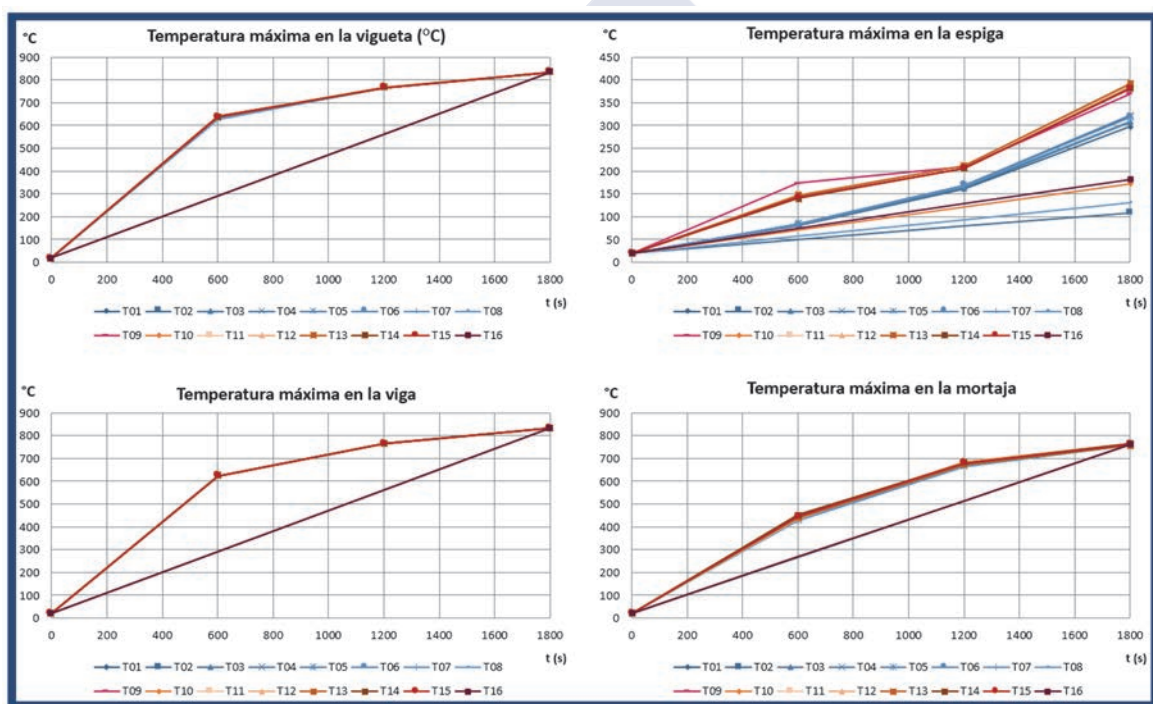 °C
Temperatura máxima en la vigueta (°C)
900
800
700
600
500
400
300
200
100
0
0 200 400 600 800 1000 1200 1400 1600 1800
t (s)
T01 T02 T03 T04 T05 T06 T07 T08
T09 T10 T11 T12 T13 T14 T15 T16
°C
Temperatura máxima en la espiga
450
400
350
300
250
200
150
100
50
0
0 200 400 600 800 1000 1200 1400 1600 1800
t (s)
T01 T02 T03 T04 T05 T06 T07 T08
T09 T10 T11 T12 T13 T14 T15 T16
°C
Temperatura máxima en la viga
900
800
700
600
500
400
300
200
100
0
0 200 400 600 800 1000 1200 1400 1600 1800
t (s)
T01 T02 T03 T04 T05 T06 T07 T08
T09 T10 T11 T12 T13 T14 T15 T16
°C
Temperatura máxima en la mortaja
900
800
700
600
500
400
300
200
100
0
0 200 400 600 800 1000 1200 1400 1600 1800
t (s)
T01 T02 T03 T04 T05 T06 T07 T08
T09 T10 T11 T12 T13 T14 T15 T16